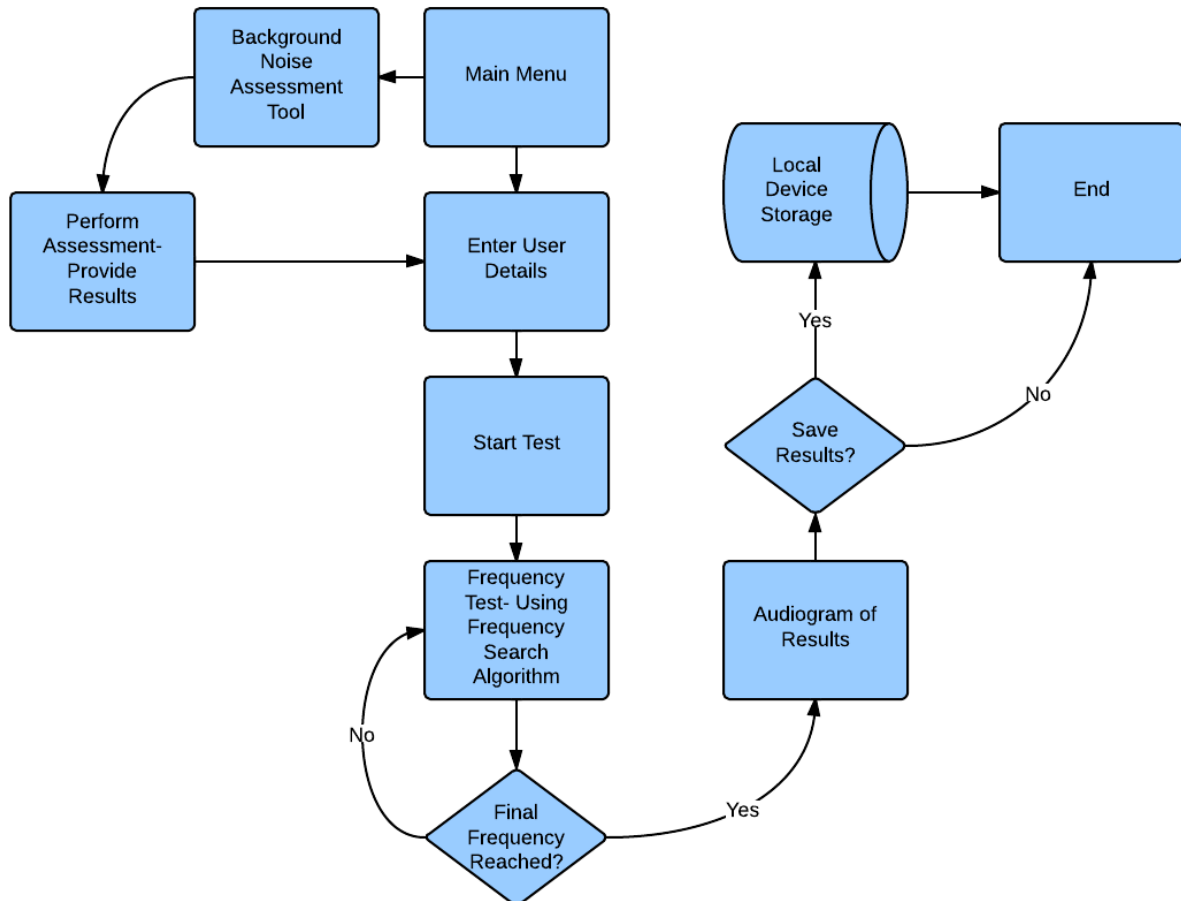 Background
Noise
Assessment
Tool
Main Menu
Perform
Assessment-
Provide
Results
Enter User
Details
Start Test
Frequency
Test- Using
Frequency
Search
Algorithm
No
Final
Frequency
Reached?
Yes
Audiogram of
Results
Save
Results?
Yes
No
Local
Device
Storage
End